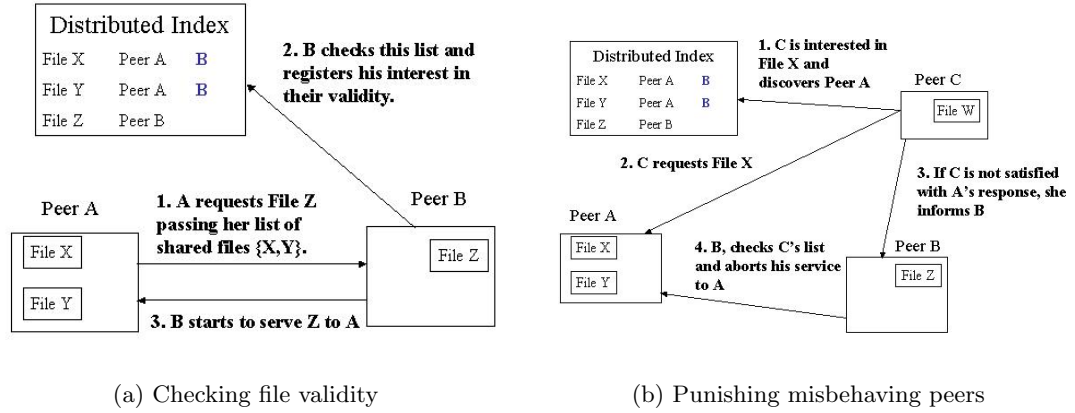 Distributed Index
File X Peer A B
File Y Peer A B
File Z Peer B
2. B checks this list and
registers his interest in
their validity.
Peer A
File X
File Y
1. A requests File Z
passing her list of
shared files {X,Y}.
Peer B
File Z
3. B starts to serve Z to A
(a) Checking file validity
Distributed Index
File X Peer A B
File Y Peer A B
File Z Peer B
1. C is interested in
File X and
discovers Peer A
Peer C
File W
2. C requests File X
3. If C is not satisfied
with A's response, she
informs B
Peer A
File X
File Y
4. B, checks C's list
and aborts his service
to A
Peer B
File Z
(b) Punishing misbehaving peers